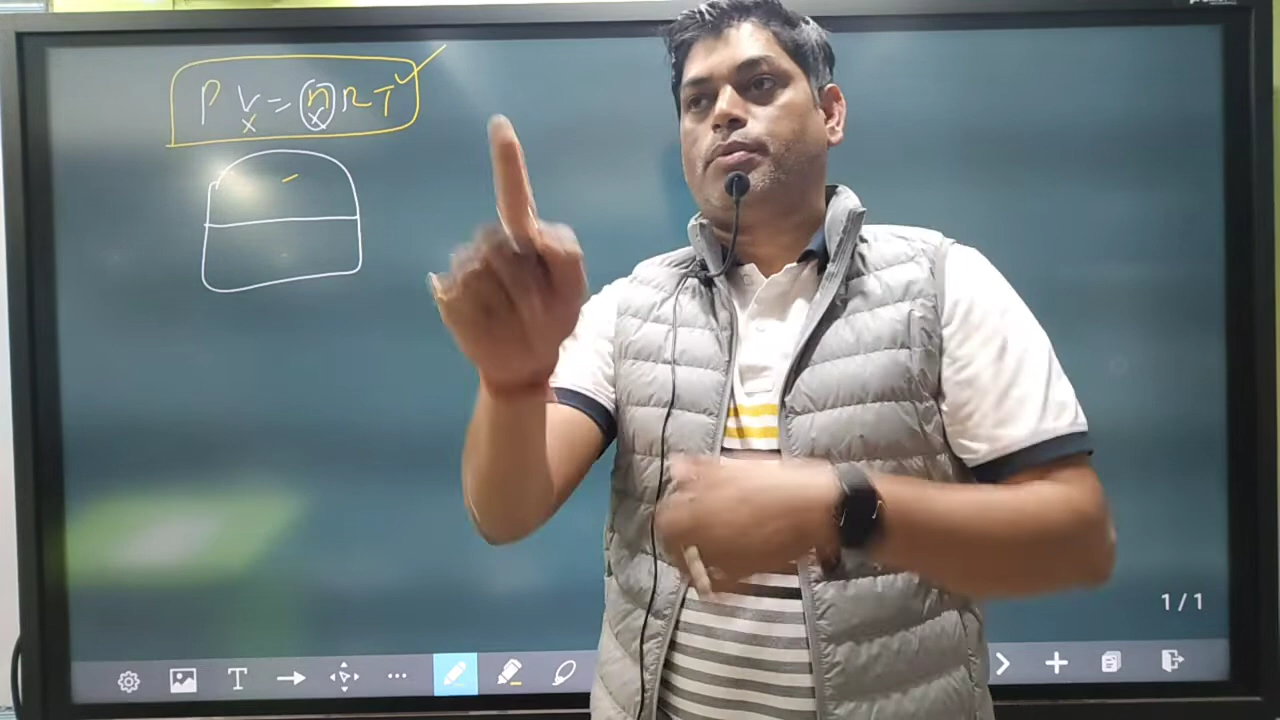 PV = nRT
x x
T
1/1